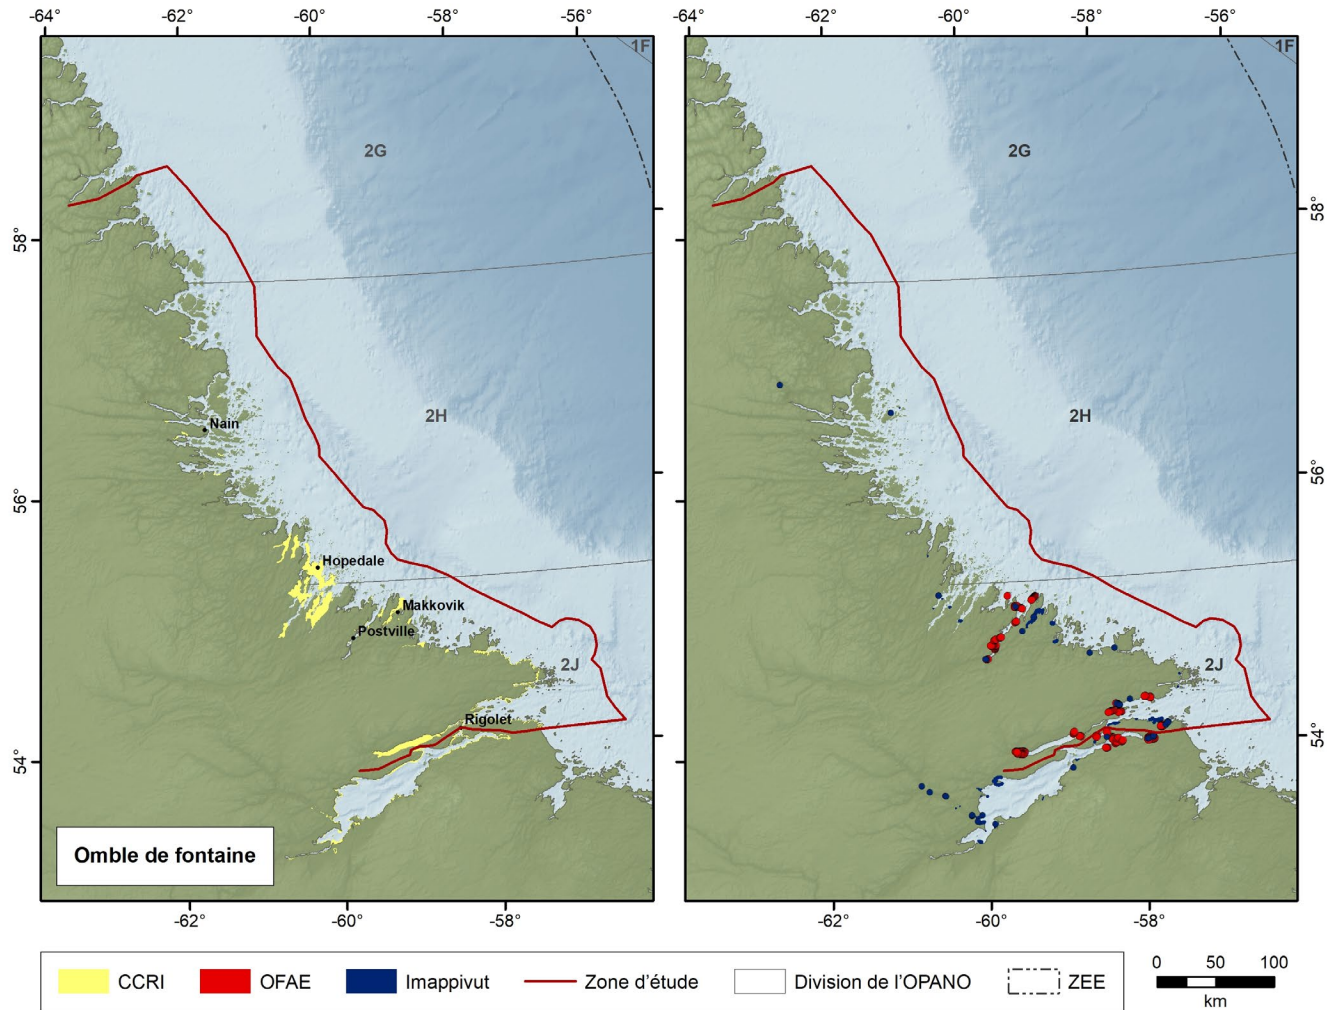 -64° -62° -60° -58° -56° -62° -60° -58° -56°
1F 1F
2G 2G
58° 58°
2H 2H
Nain
56° 56°
Hopedale
Makkovik
Postville
2J 2J
Rigolet
54° 54°
Omble de fontaine
-62° -60° -58° -62° -60° -58°
CCRI OFAE Imappivut Zone d'étude Division de l'OPANO ZEE
0 50 100
km